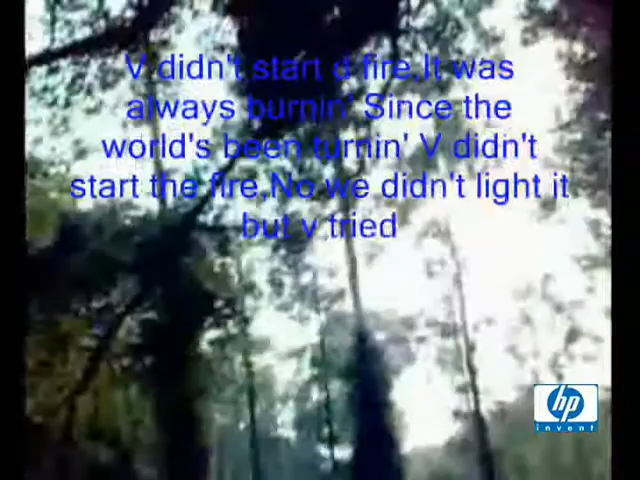 V didn't start d fire,It was
always burnin' Since the
world's been turnin' V didn't
start the fire,No we didn't light it
but v tried
hp
invent